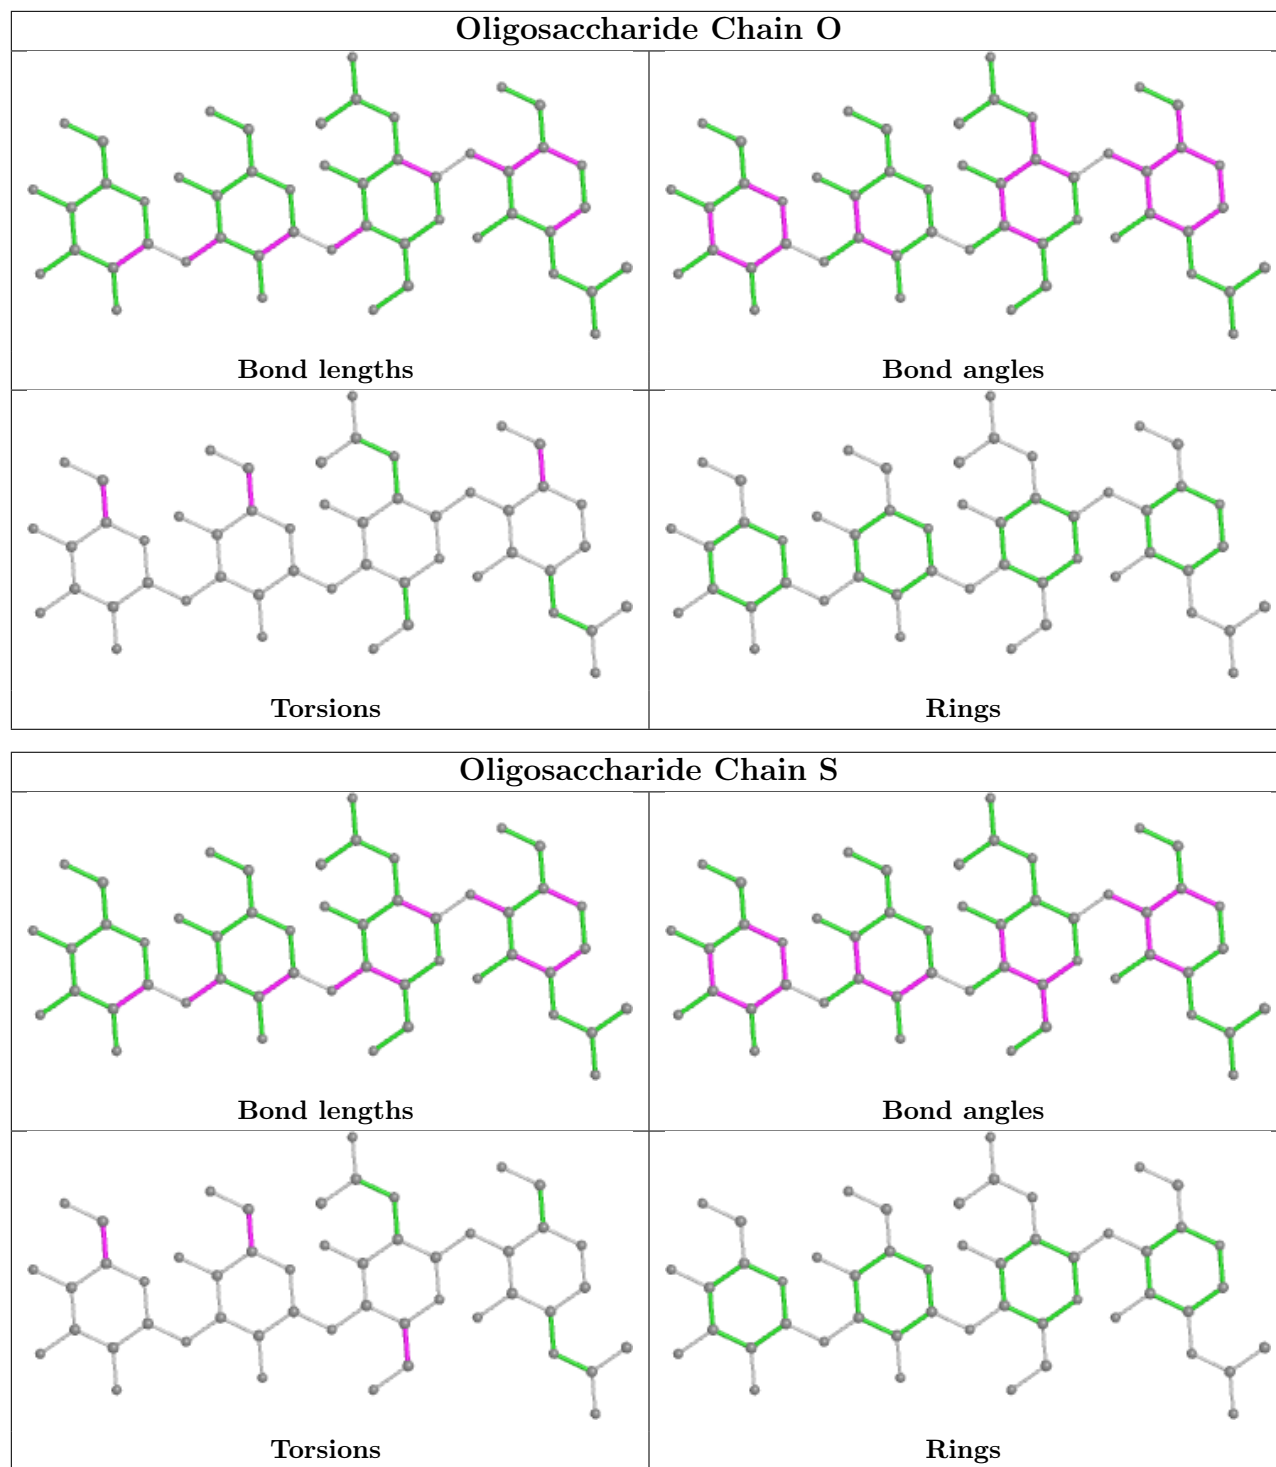 Oligosaccharide Chain O
Bond lengths
Bond angles
Torsions
Rings
Oligosaccharide Chain S
Bond lengths
Bond angles
Torsions
Rings